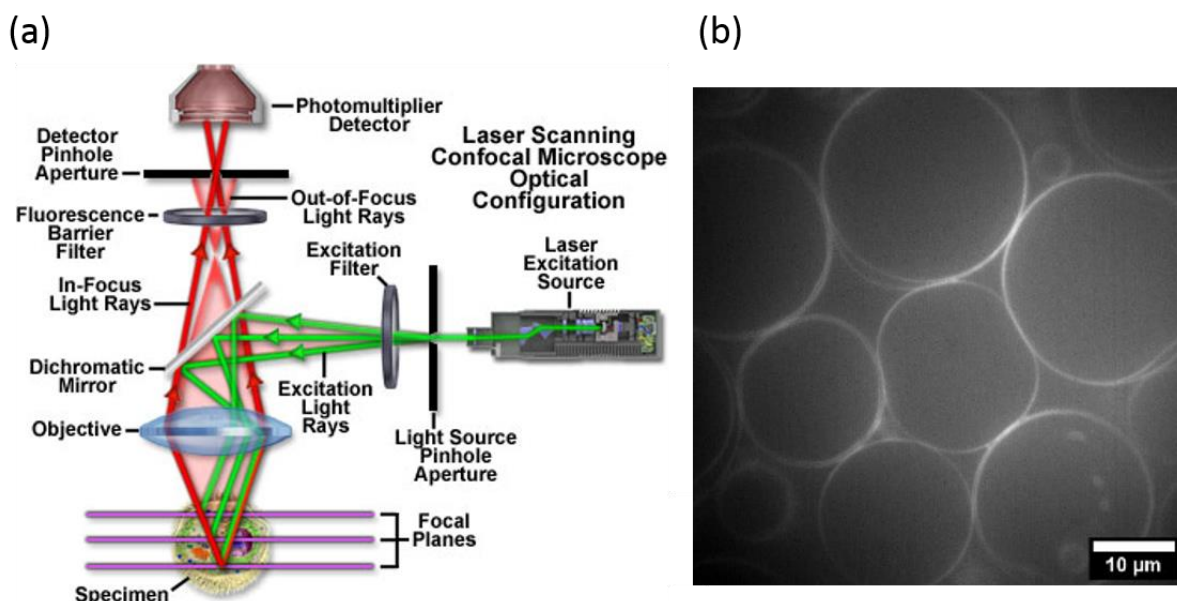 (a)
(b)
Photomultiplier
Detector
Detector
Pinhole
Aperture
Laser Scanning
Confocal Microscope
Optical
Configuration
Out-of-Focus
Light Rays
Fluorescence
Barrier
Filter
Excitation
Filter
Laser
Excitation
Source
In-Focus
Light Rays
Dichromatic
Mirror
Excitation
Light
Rays
Objective
Light Source
Pinhole
Aperture
Focal
Planes
Specimen
10 µm